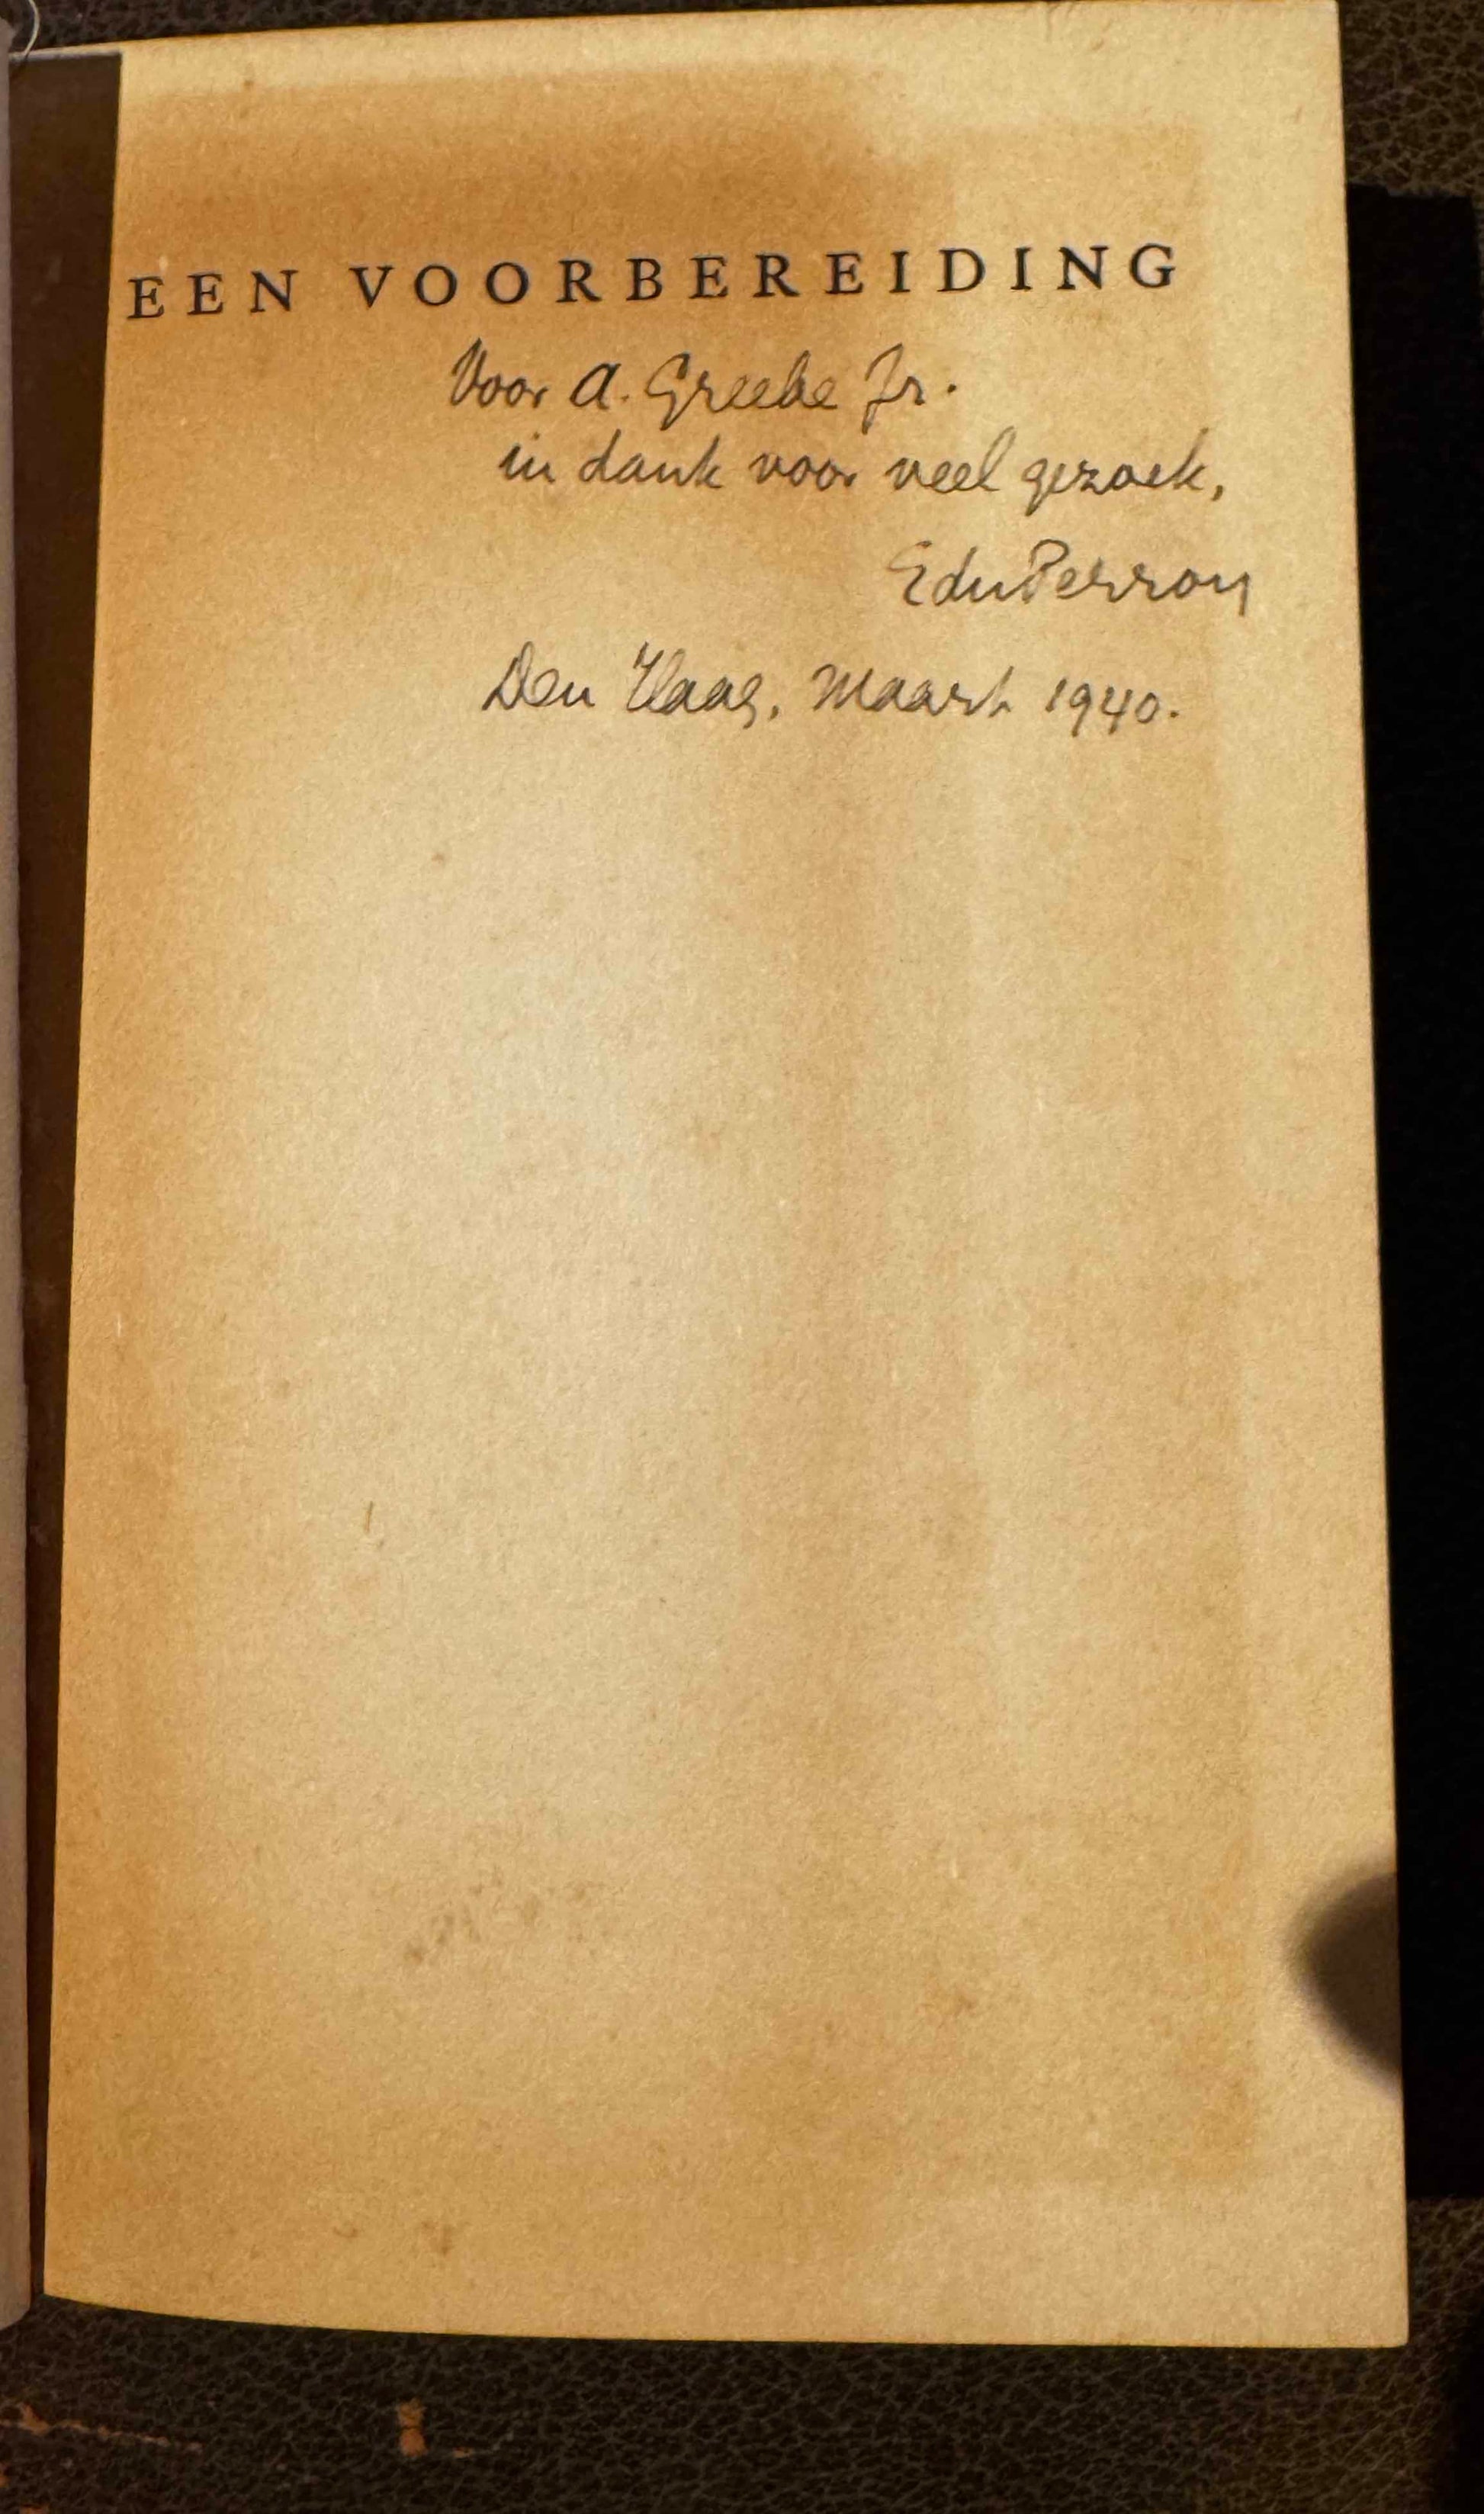 EEN VOORBEREIDING
Voor A. Greebe Jr.
in dank voor veel gezoek,
EduPerron
Den Haag, Maart 1940.